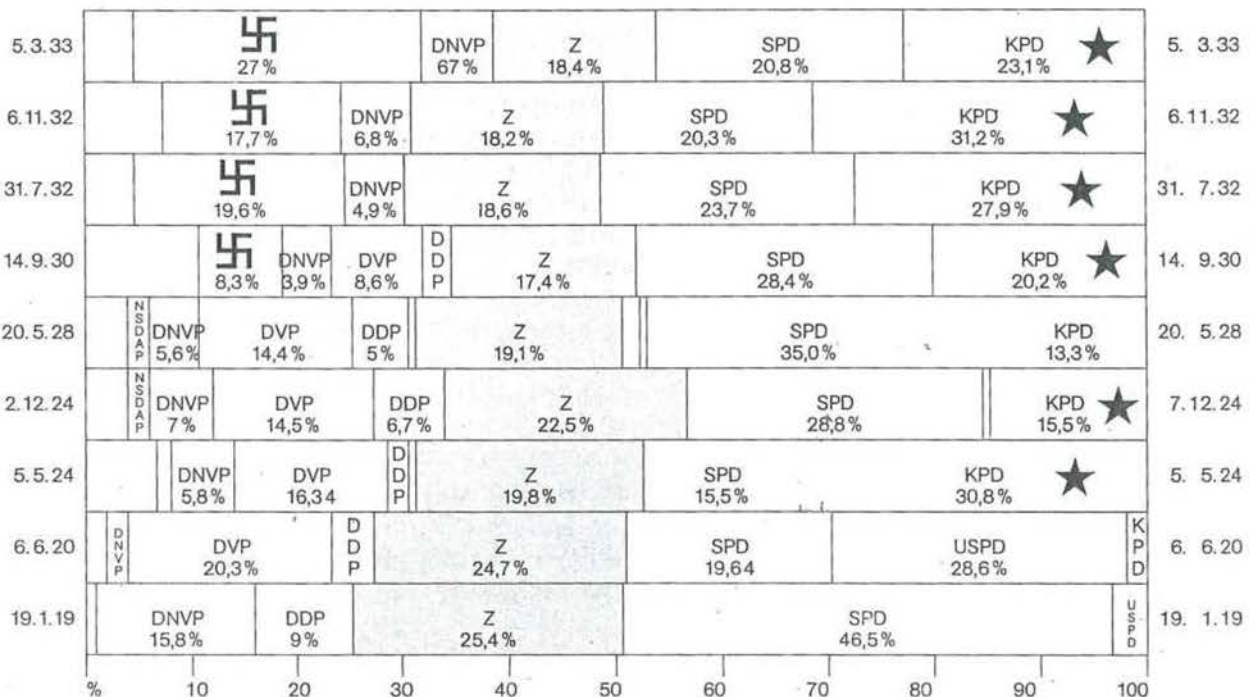 5.3.33
27%
DNVP
67%
Z
18,4%
SPD
20,8%
KPD
23,1%
5. 3.33
6.11.32
17,7%
DNVP
6,8%
Z
18,2%
SPD
20,3%
KPD
31,2%
6.11.32
31.7.32
19,6%
DNVP
4,9%
Z
18,6%
SPD
23,7%
KPD
27,9%
31. 7.32
14.9.30
8,3%
DNVP
3,9%
DVP
8,6%
DDP
Z
17,4%
SPD
28,4%
KPD
20,2%
14. 9.30
20.5.28
NSDAP
DNVP
5,6%
DVP
14,4%
DDP
5%
Z
19,1%
SPD
35,0%
KPD
13,3%
20. 5.28
2.12.24
NSDAP
DNVP
7%
DVP
14,5%
DDP
6,7%
Z
22,5%
SPD
28,8%
KPD
15,5%
7.12.24
5.5.24
DNVP
5,8%
DVP
16,34
DDP
Z
19,8%
SPD
15,5%
KPD
30,8%
5. 5.24
6.6.20
DNVP
DVP
20,3%
DDP
Z
24,7%
SPD
19,64
USPD
28,6%
KPD
6. 6.20
19.1.19
DNVP
15,8%
DDP
9%
Z
25,4%
SPD
46,5%
USPD
19. 1.19
% 10 20 30 40 50 60 70 80 90 100